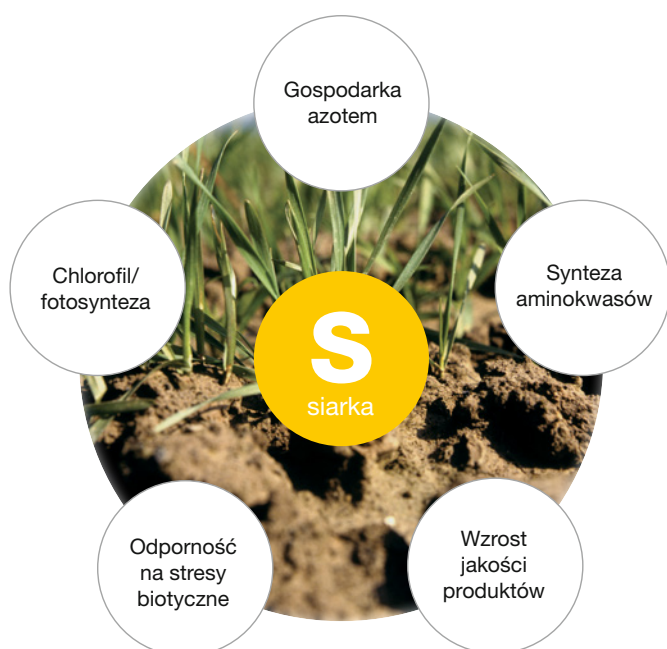 Gospodarka
azotem
Chlorofil/
fotosynteza
Synteza
aminokwasów
S
siarka
Odporność
na stresy
biotyczne
Wzrost
jakości
produktów